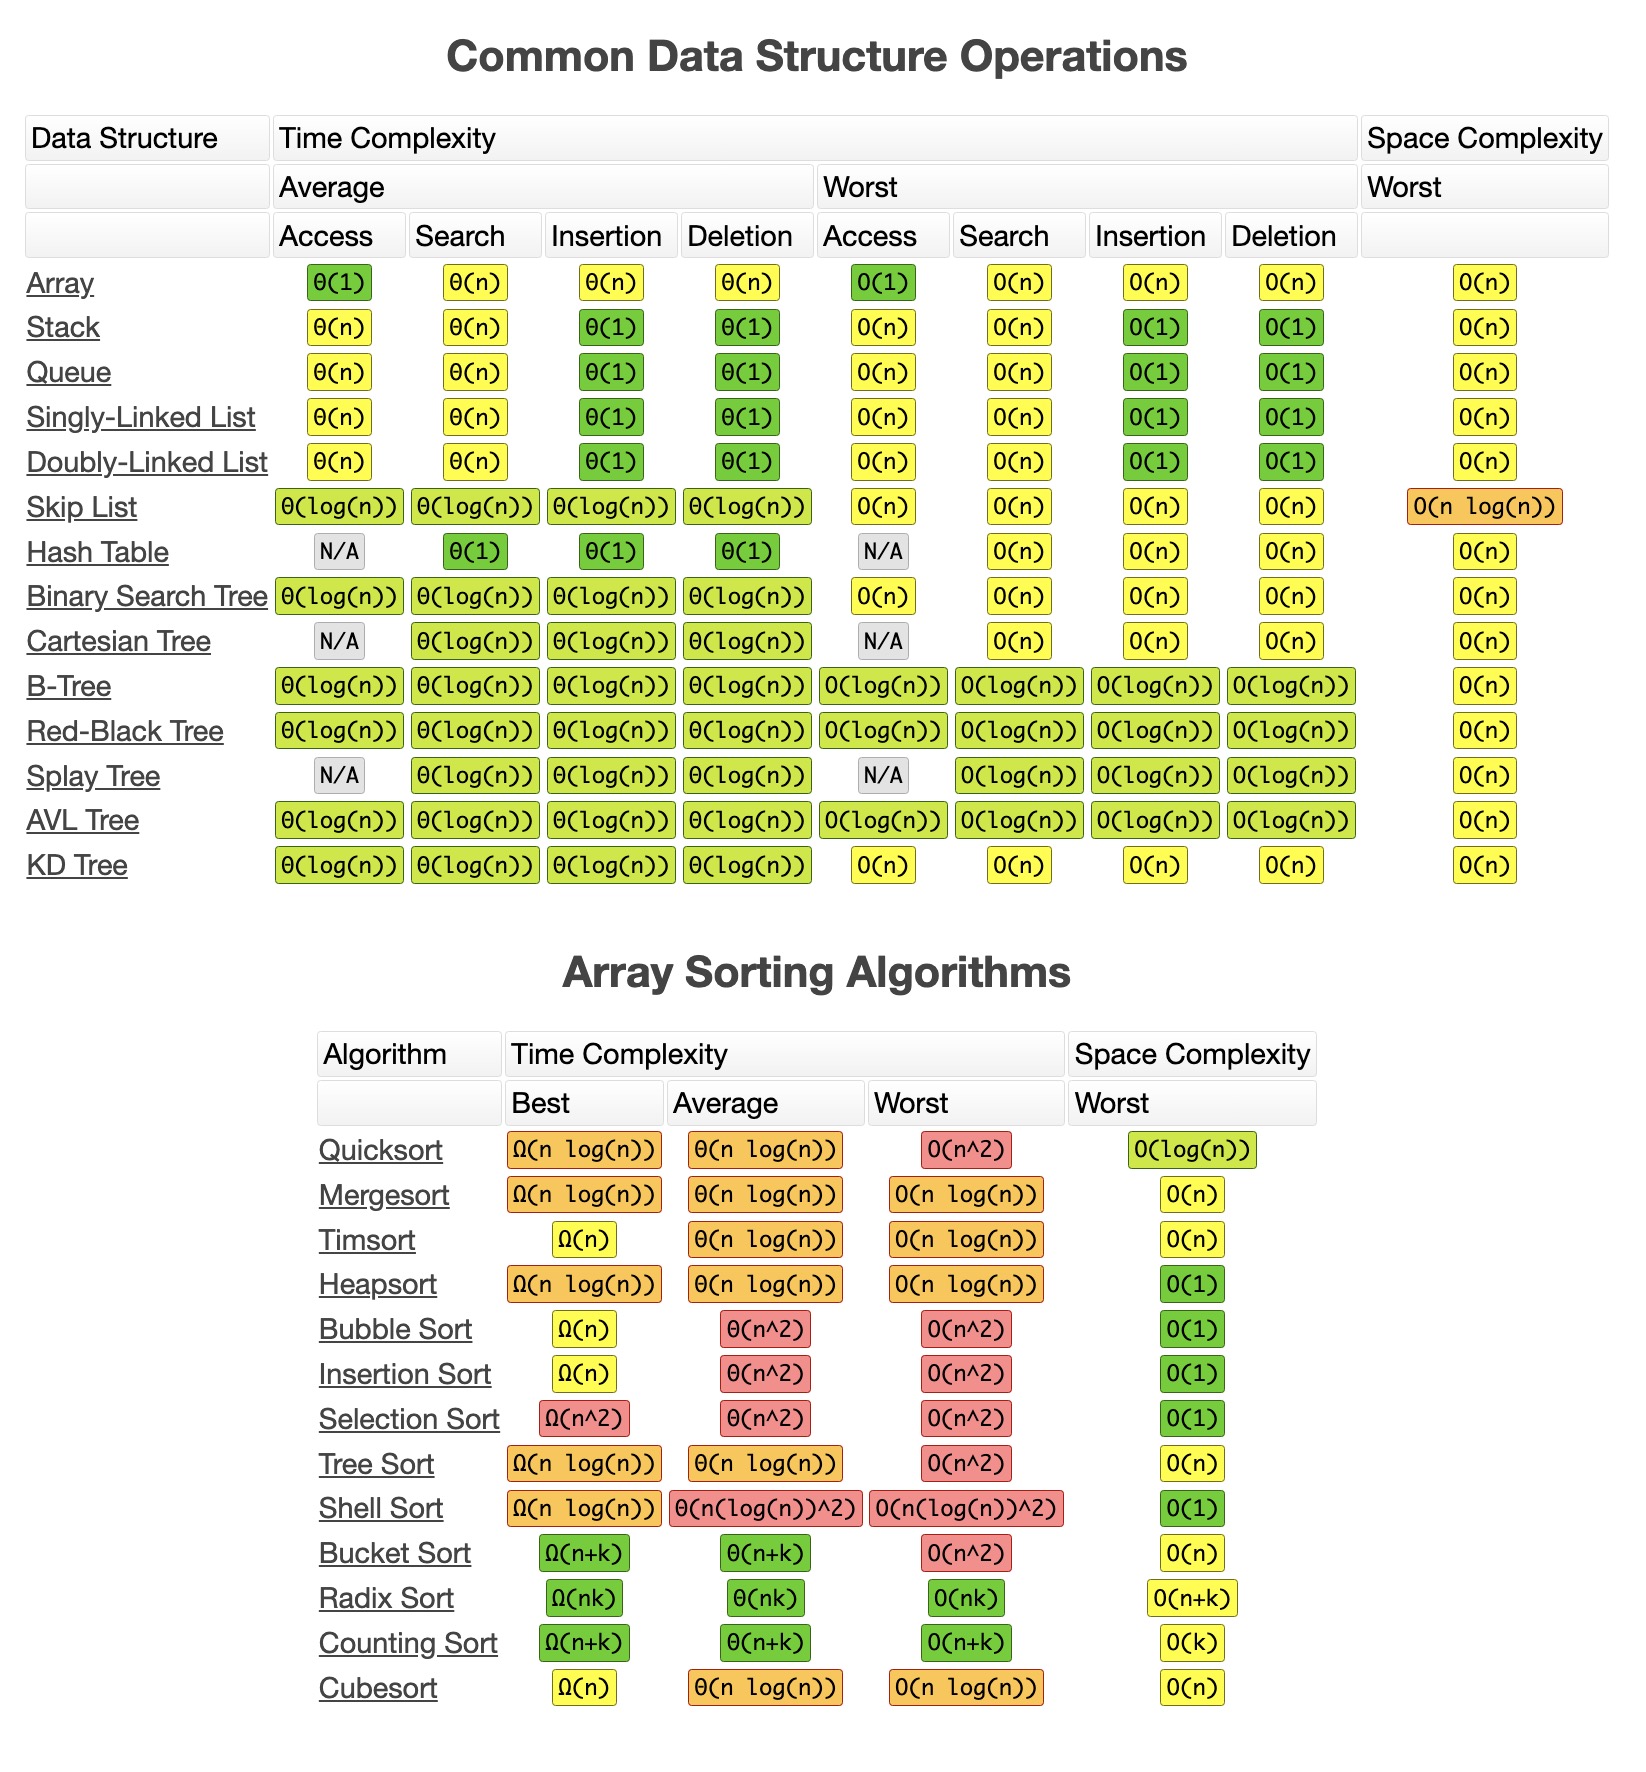 Common Data Structure Operations
Data Structure Time Complexity Space Complexity
Average Worst Worst
Access Search Insertion Deletion Access Search Insertion Deletion
Array Θ(1) Θ(n) Θ(n) Θ(n) O(1) O(n) O(n) O(n) O(n)
Stack Θ(n) Θ(n) Θ(1) Θ(1) O(n) O(n) O(1) O(1) O(n)
Queue Θ(n) Θ(n) Θ(1) Θ(1) O(n) O(n) O(1) O(1) O(n)
Singly-Linked List Θ(n) Θ(n) Θ(1) Θ(1) O(n) O(n) O(1) O(1) O(n)
Doubly-Linked List Θ(n) Θ(n) Θ(1) Θ(1) O(n) O(n) O(1) O(1) O(n)
Skip List Θ(log(n)) Θ(log(n)) Θ(log(n)) Θ(log(n)) O(n) O(n) O(n) O(n) O(n log(n))
Hash Table N/A Θ(1) Θ(1) Θ(1) N/A O(n) O(n) O(n) O(n)
Binary Search Tree Θ(log(n)) Θ(log(n)) Θ(log(n)) Θ(log(n)) O(n) O(n) O(n) O(n) O(n)
Cartesian Tree N/A Θ(log(n)) Θ(log(n)) Θ(log(n)) N/A O(n) O(n) O(n) O(n)
B-Tree Θ(log(n)) Θ(log(n)) Θ(log(n)) Θ(log(n)) O(log(n)) O(log(n)) O(log(n)) O(log(n)) O(n)
Red-Black Tree Θ(log(n)) Θ(log(n)) Θ(log(n)) Θ(log(n)) O(log(n)) O(log(n)) O(log(n)) O(log(n)) O(n)
Splay Tree N/A Θ(log(n)) Θ(log(n)) Θ(log(n)) N/A O(log(n)) O(log(n)) O(log(n)) O(n)
AVL Tree Θ(log(n)) Θ(log(n)) Θ(log(n)) Θ(log(n)) O(log(n)) O(log(n)) O(log(n)) O(log(n)) O(n)
KD Tree Θ(log(n)) Θ(log(n)) Θ(log(n)) Θ(log(n)) O(n) O(n) O(n) O(n) O(n)
Array Sorting Algorithms
Algorithm Time Complexity Space Complexity
Best Average Worst Worst
Quicksort Ω(n log(n)) Θ(n log(n)) O(n^2) O(log(n))
Mergesort Ω(n log(n)) Θ(n log(n)) O(n log(n)) O(n)
Timsort Ω(n) Θ(n log(n)) O(n log(n)) O(n)
Heapsort Ω(n log(n)) Θ(n log(n)) O(n log(n)) O(1)
Bubble Sort Ω(n) Θ(n^2) O(n^2) O(1)
Insertion Sort Ω(n) Θ(n^2) O(n^2) O(1)
Selection Sort Ω(n^2) Θ(n^2) O(n^2) O(1)
Tree Sort Ω(n log(n)) Θ(n log(n)) O(n^2) O(n)
Shell Sort Ω(n log(n)) Θ(n(log(n))^2) O(n(log(n))^2) O(1)
Bucket Sort Ω(n+k) Θ(n+k) O(n^2) O(n)
Radix Sort Ω(nk) Θ(nk) O(nk) O(n+k)
Counting Sort Ω(n+k) Θ(n+k) O(n+k) O(k)
Cubesort Ω(n) Θ(n log(n)) O(n log(n)) O(n)